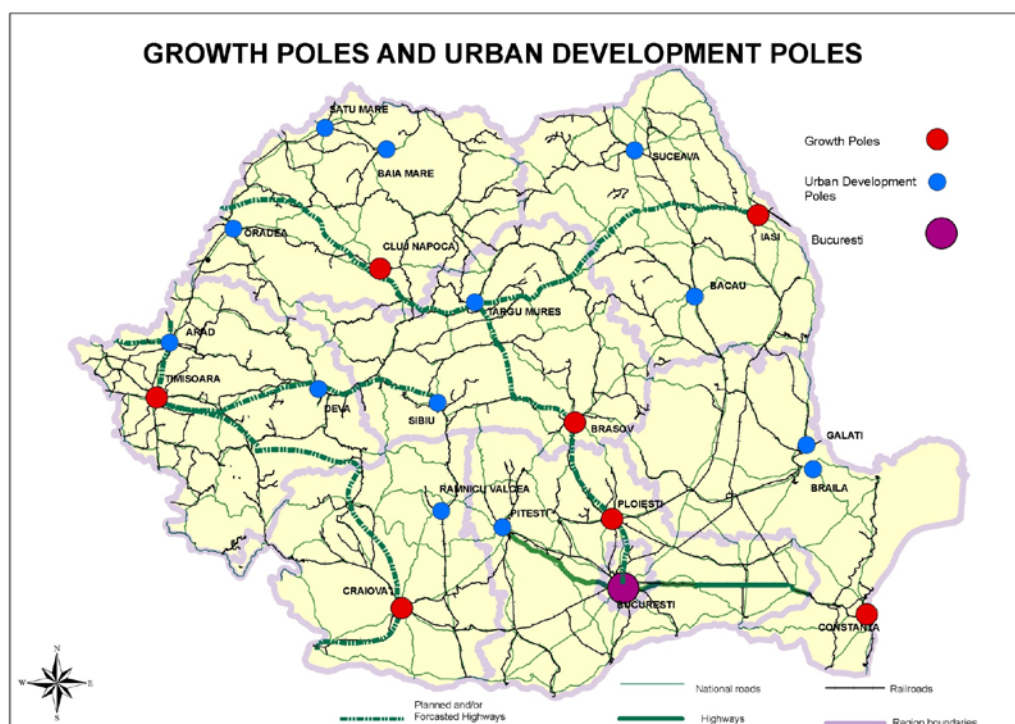 GROWTH POLES AND URBAN DEVELOPMENT POLES
SATU MARE
BAIA MARE
SUCEAVA
Growth Poles
Urban Development
Poles
Bucuresti
ORADEA
CLUJ NAPOCA
IASI
TARGU MURES
BACAU
ARAD
TIMISOARA
DEVA
SIBIU
BRASOV
GALATI
BRAILA
RAMNICU VALCEA
PITESTI
PLOIESTI
CRAIOVA
BUCURESTI
CONSTANTA
N
W E
S
National roads
Railroads
Planned and/or
Forcasted Highways
Highways
Region boundaries